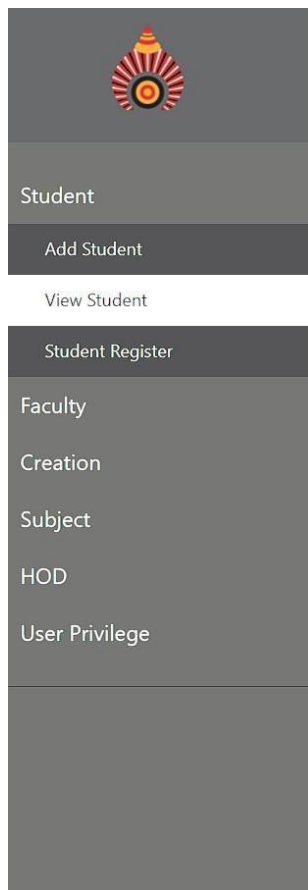 Student
Add Student
View Student
Student Register
Faculty
Creation
Subject
HOD
User Privilege